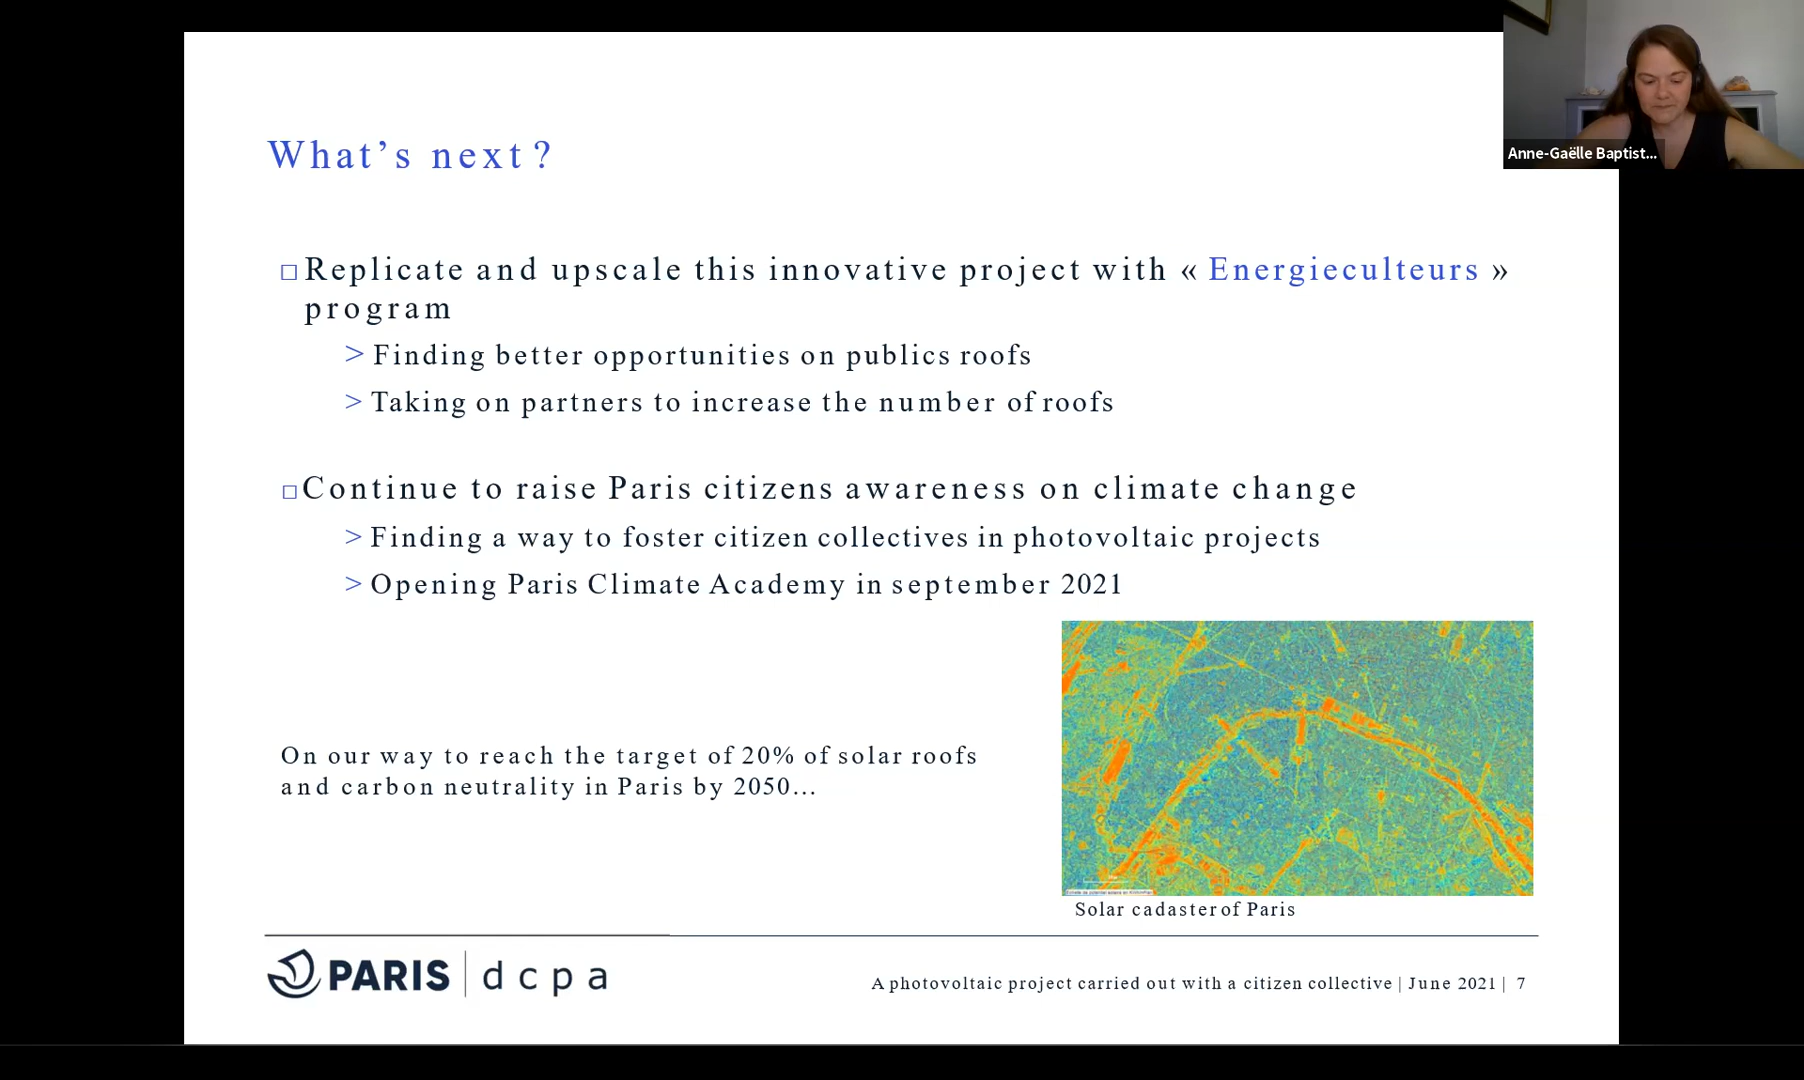 Anne-Gaëlle Baptist...
What's next?
Replicate and upscale this innovative project with « Energieculteurs »
program
> Finding better opportunities on publics roofs
> Taking on partners to increase the number of roofs
Continue to raise Paris citizens awareness on climate change
> Finding a way to foster citizen collectives in photovoltaic projects
> Opening Paris Climate Academy in september 2021
On our way to reach the target of 20% of solar roofs
and carbon neutrality in Paris by 2050...
Solar cadaster of Paris
PARIS | dcpa
A photovoltaic project carried out with a citizen collective | June 2021 | 7